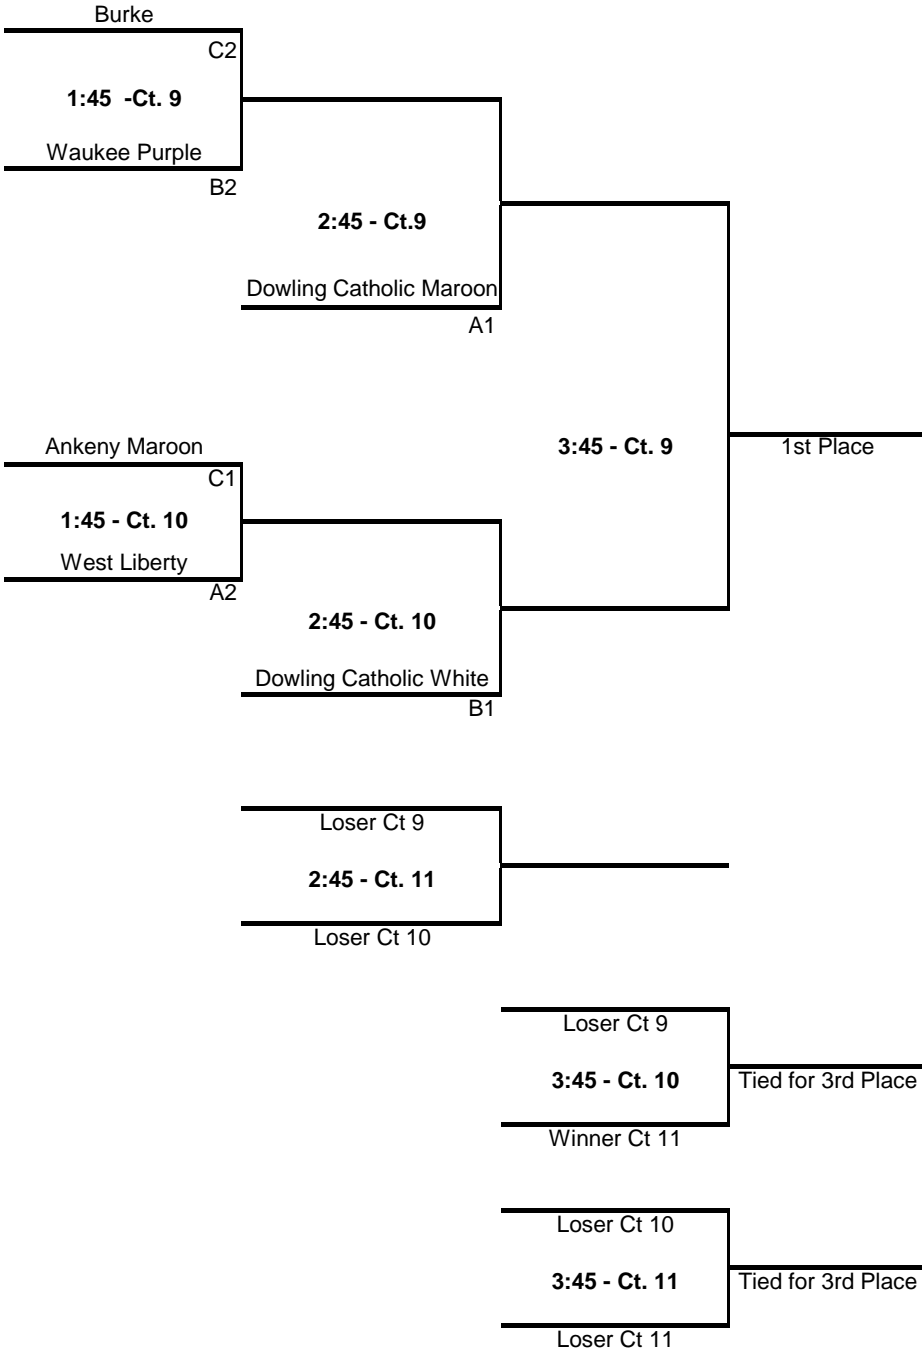 Burke
C2
1:45  -Ct. 9
Waukee Purple
B2
2:45 - Ct.9
Dowling Catholic Maroon
A1
Ankeny Maroon
3:45 - Ct. 9
1st Place
C1
1:45 - Ct. 10
West Liberty
A2
2:45 - Ct. 10
Dowling Catholic White
B1
Loser Ct 9
2:45 - Ct. 11
Loser Ct 10
Loser Ct 9
3:45 - Ct. 10
Tied for 3rd Place
Winner Ct 11
Loser Ct 10
3:45 - Ct. 11
Tied for 3rd Place
Loser Ct 11